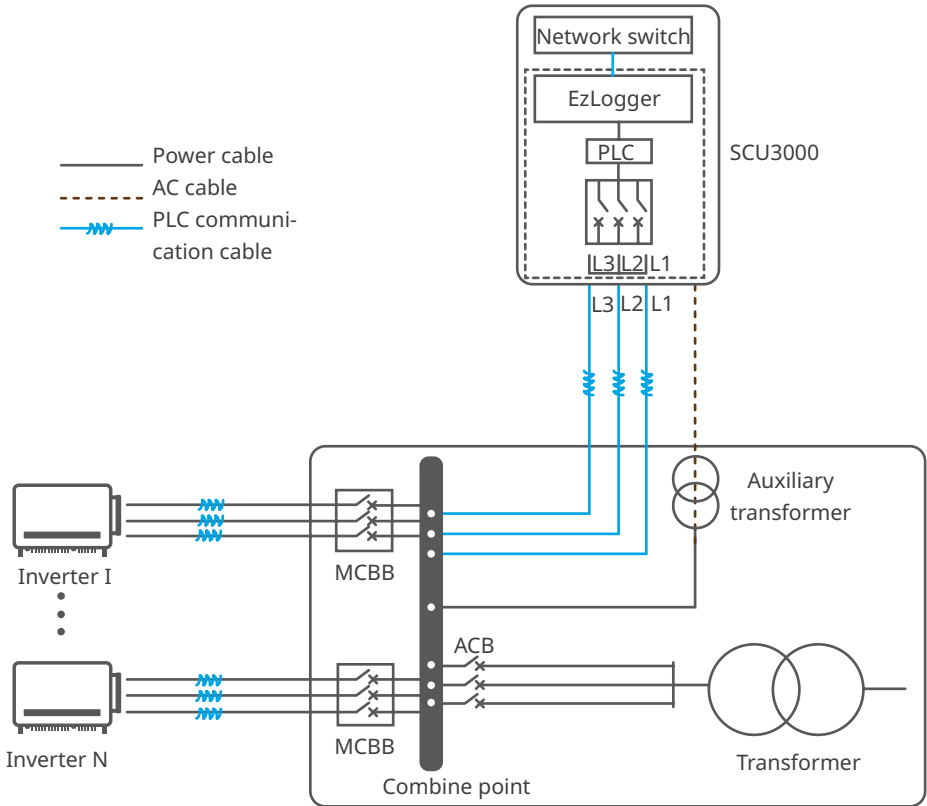 Network switch
EzLogger
PLC
SCU3000
Power cable
AC cable
PLC communi-
cation cable
L3 L2 L1
L3 L2 L1
Auxiliary
transformer
Inverter I
MCBB
ACB
Inverter N
MCBB
Transformer
Combine point